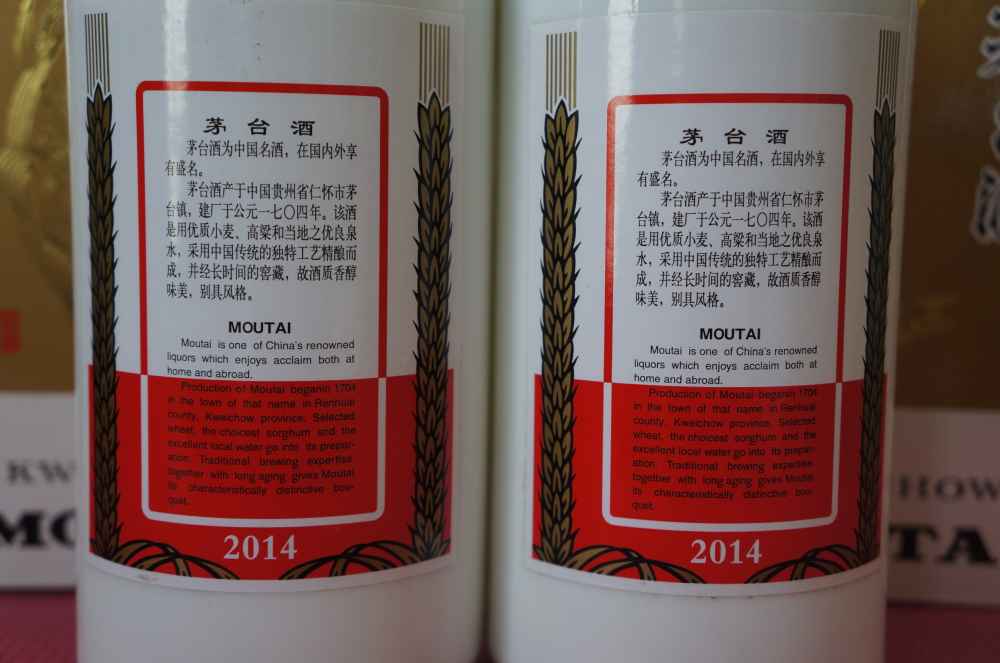 茅台酒
茅台酒为中国名酒，在国内外享
有盛名。
茅台酒产于中国贵州省仁怀市茅
台镇，建厂于公元一七〇四年。该酒
是用优质小麦、高粱和当地之优良泉
水，采用中国传统的独特工艺精酿而
成，并经长时间的窖藏，故酒质香醇
味美，别具风格。
MOUTAI
Moutai is one of China's renowned
liquors which enjoys acclaim both at
home and abroad.
Production of Moutai beganin 1704
in the town of that name in Renhuai
county, Kweichow province. Selected
wheat, the choicest sorghum and the
excellent local water go into its prepar-
ation. Traditional brewing expertise
together with long aging gives Moutai
its characteristically distinctive bou-
quet.
2014
茅台酒
茅台酒为中国名酒，在国内外享
有盛名。
茅台酒产于中国贵州省仁怀市茅
台镇，建厂于公元一七〇四年。该酒
是用优质小麦、高粱和当地之优良泉
水，采用中国传统的独特工艺精酿而
成，并经长时间的窖藏，故酒质香醇
味美，别具风格。
MOUTAI
Moutai is one of China's renowned
liquors which enjoys acclaim both at
home and abroad.
Production of Moutai beganin 1704
in the town of that name in Renhuai
county, Kweichow province. Selected
wheat, the choicest sorghum and the
excellent local water go into its prepar-
ation. Traditional brewing expertise
together with long aging gives Moutai
its characteristically distinctive bou-
quet.
2014
KW
MO
HOW
TA